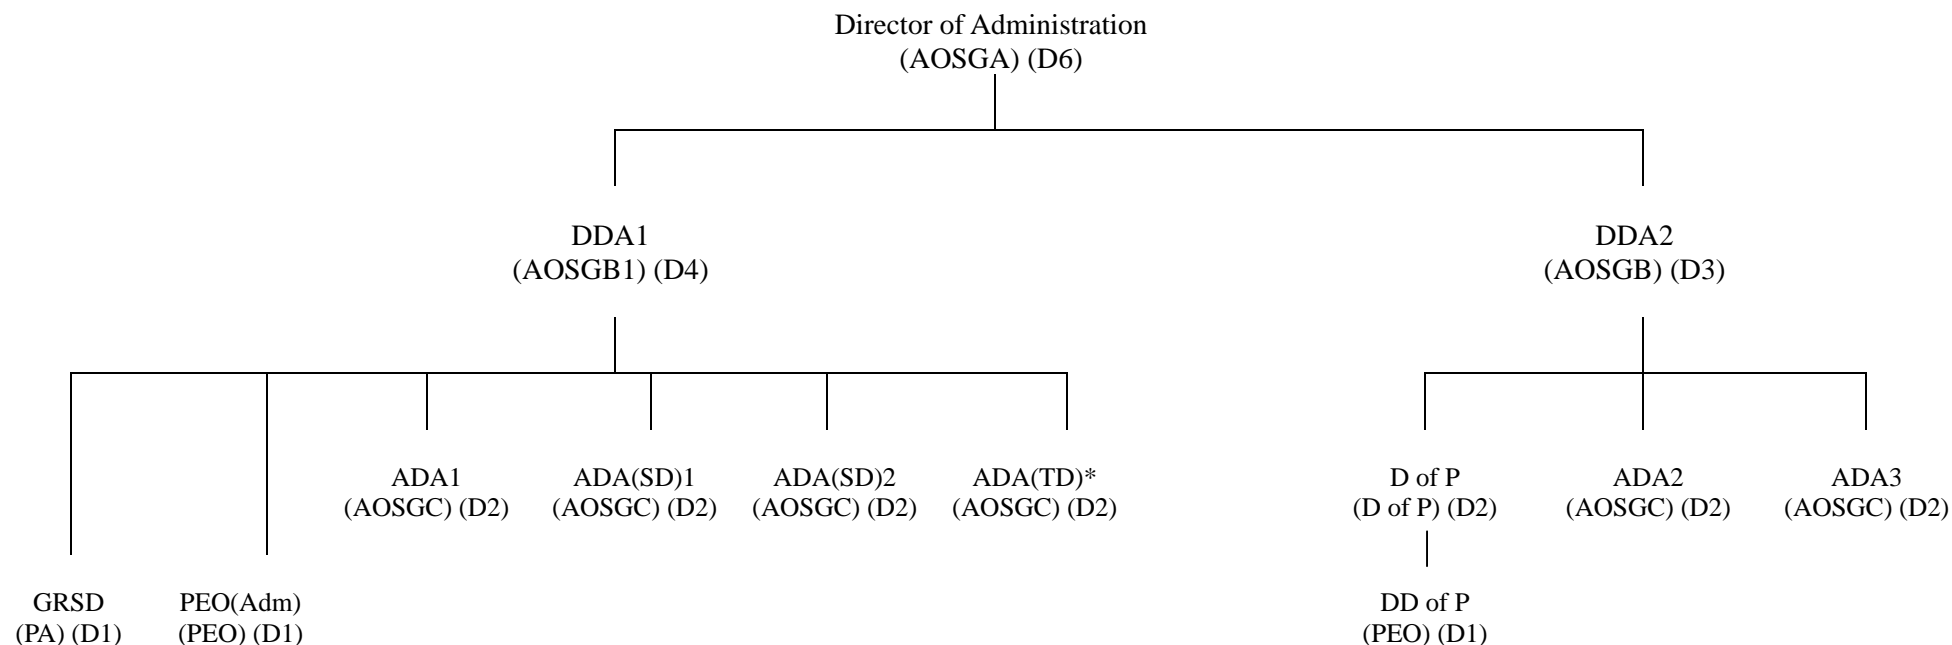 Director of Administration
(AOSGA) (D6)
DDA1
(AOSGB1) (D4)
DDA2
(AOSGB) (D3)
ADA1
(AOSGC) (D2)
ADA(SD)1
(AOSGC) (D2)
ADA(SD)2
(AOSGC) (D2)
ADA(TD)*
(AOSGC) (D2)
D of P
(D of P) (D2)
ADA2
(AOSGC) (D2)
ADA3
(AOSGC) (D2)
GRSD
(PA) (D1)
PEO(Adm)
(PEO) (D1)
DD of P
(PEO) (D1)